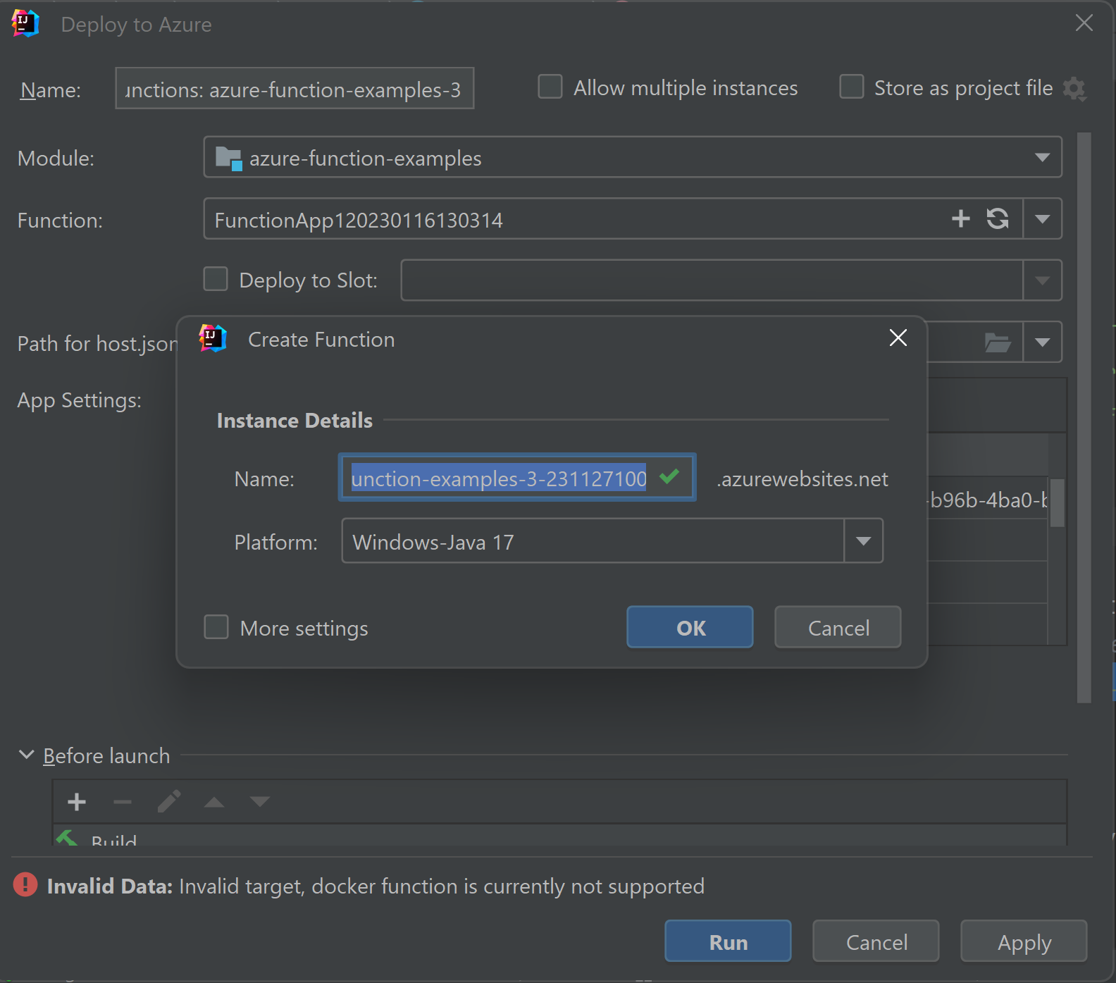 Deploy to Azure
Name: unctions: azure-function-examples-3 Allow multiple instances Store as project file
Module: azure-function-examples
Function: FunctionApp120230116130314
Deploy to Slot:
Path for host.json
App Settings:
Create Function
Instance Details
Name: unction-examples-3-231127100 .azurewebsites.net
-b96b-4ba0-b
Platform: Windows-Java 17
More settings OK Cancel
Before launch
Build
Invalid Data: Invalid target, docker function is currently not supported
Run Cancel Apply